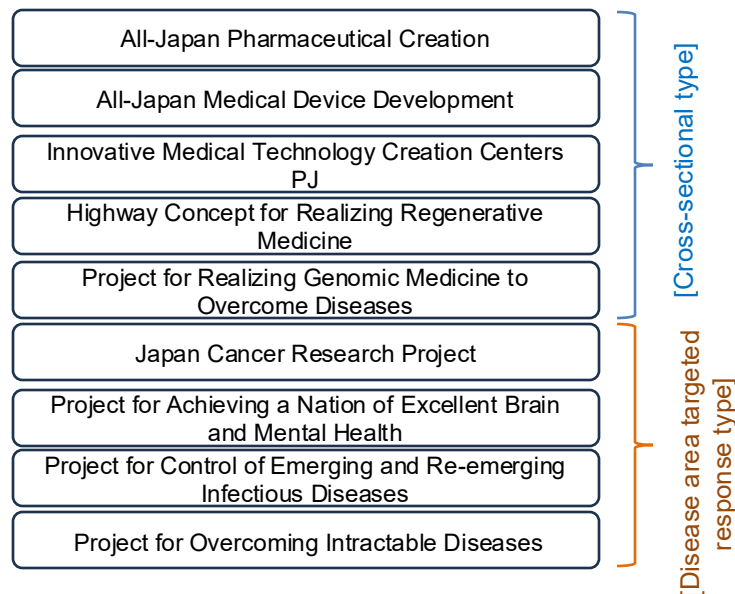 All-Japan Pharmaceutical Creation
All-Japan Medical Device Development
Innovative Medical Technology Creation Centers
PJ
Highway Concept for Realizing Regenerative
Medicine
Project for Realizing Genomic Medicine to
Overcome Diseases
[Cross-sectional type]
Japan Cancer Research Project
Project for Achieving a Nation of Excellent Brain
and Mental Health
Project for Control of Emerging and Re-emerging
Infectious Diseases
Project for Overcoming Intractable Diseases
[Disease area targeted
response type]